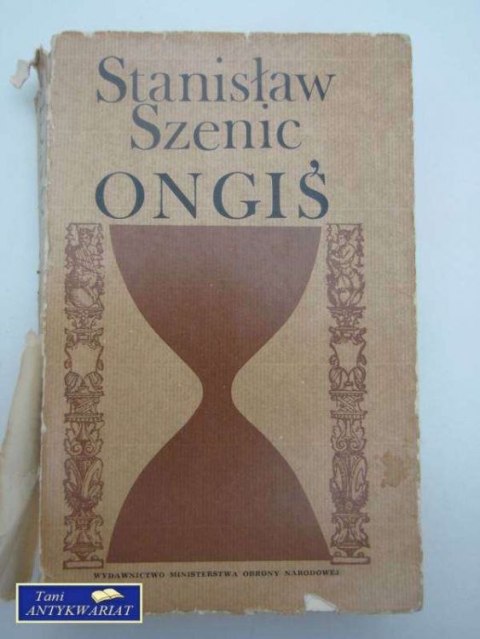 Stanisław
Szenic
ONGIŚ
WYDAWNICTWO MINISTERSTWA OBRONY NARODOWEJ
Tani
ANTYKWARIAT